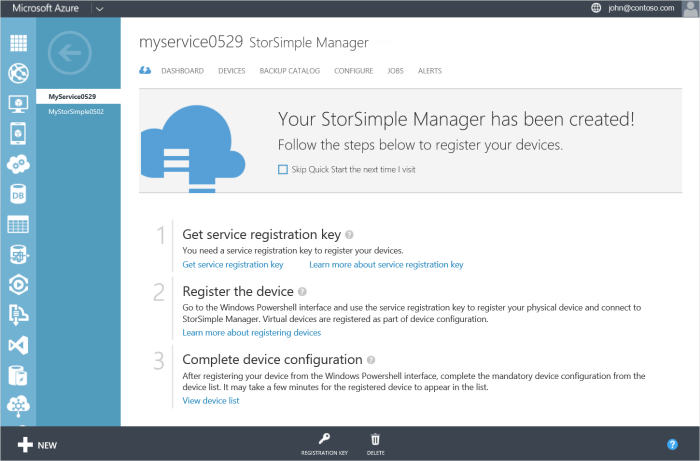 Microsoft Azure
john@contoso.com
MyService0529
MyStorSimple0502
myservice0529 StorSimple Manager
DASHBOARD DEVICES BACKUP CATALOG CONFIGURE JOBS ALERTS
Your StorSimple Manager has been created!
Follow the steps below to register your devices.
Skip Quick Start the next time I visit
1 Get service registration key ?
You need a service registration key to register your devices.
Get service registration key Learn more about service registration key
2 Register the device ?
Go to the Windows Powershell interface and use the service registration key to register your physical device and connect to
StorSimple Manager. Virtual devices are registered as part of device configuration.
Learn more about registering devices
3 Complete device configuration ?
After registering your device from the Windows Powershell interface, complete the mandatory device configuration from the
device list. It may take a few minutes for the registered device to appear in the list.
View device list
DB
NEW
REGISTRATION KEY
DELETE
?